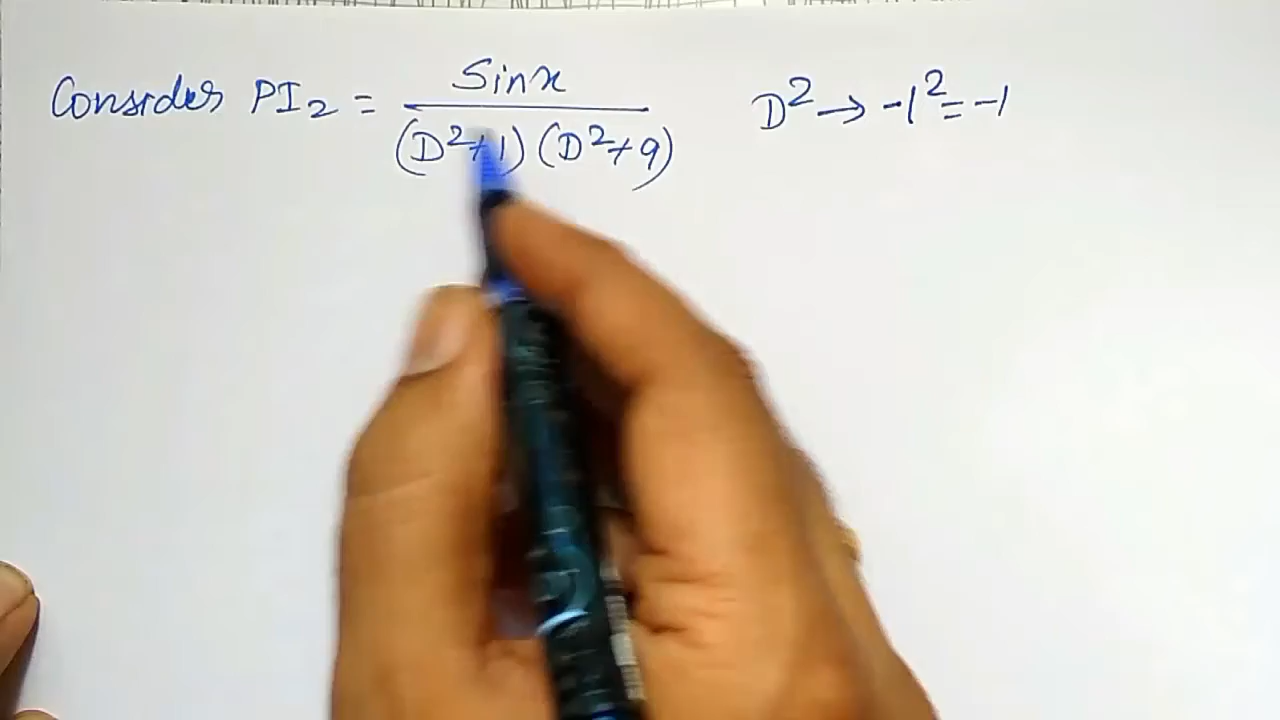 Consider PI₂ = Sinx / (D²+1) (D²+9)   D² → -1² = -1